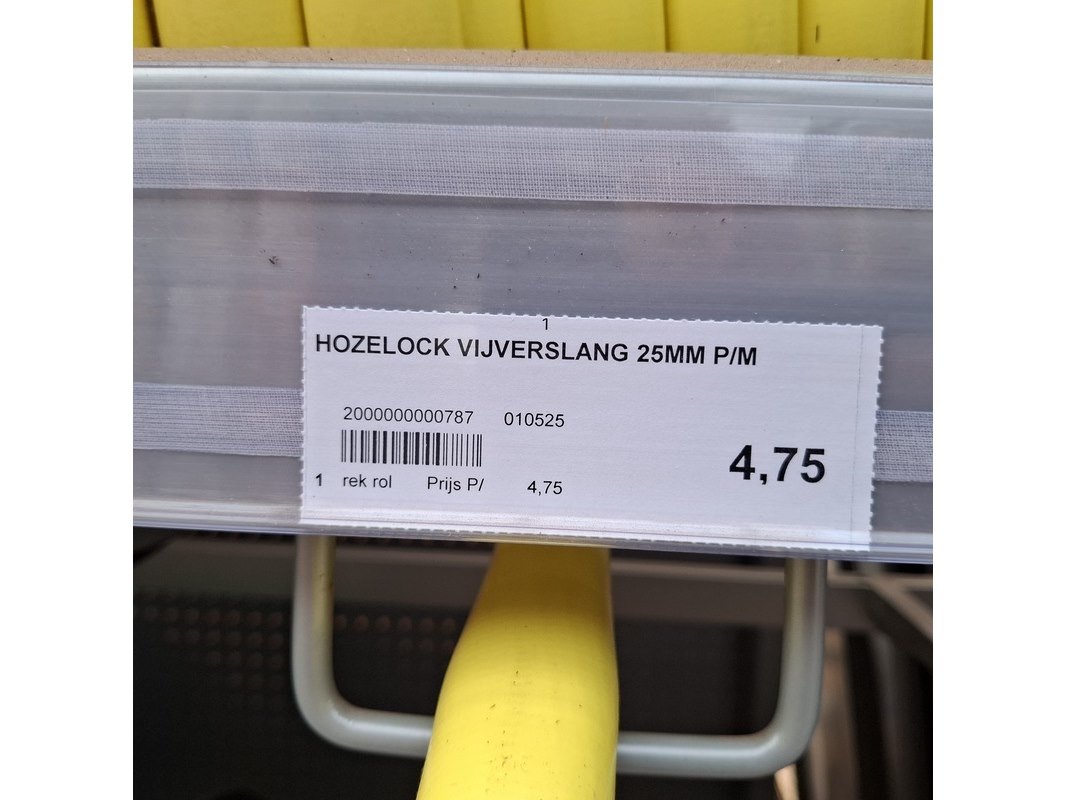 1
HOZELOCK VIJVERSLANG 25MM P/M
2000000000787 010525
4,75
1 rek rol Prijs P/ 4,75